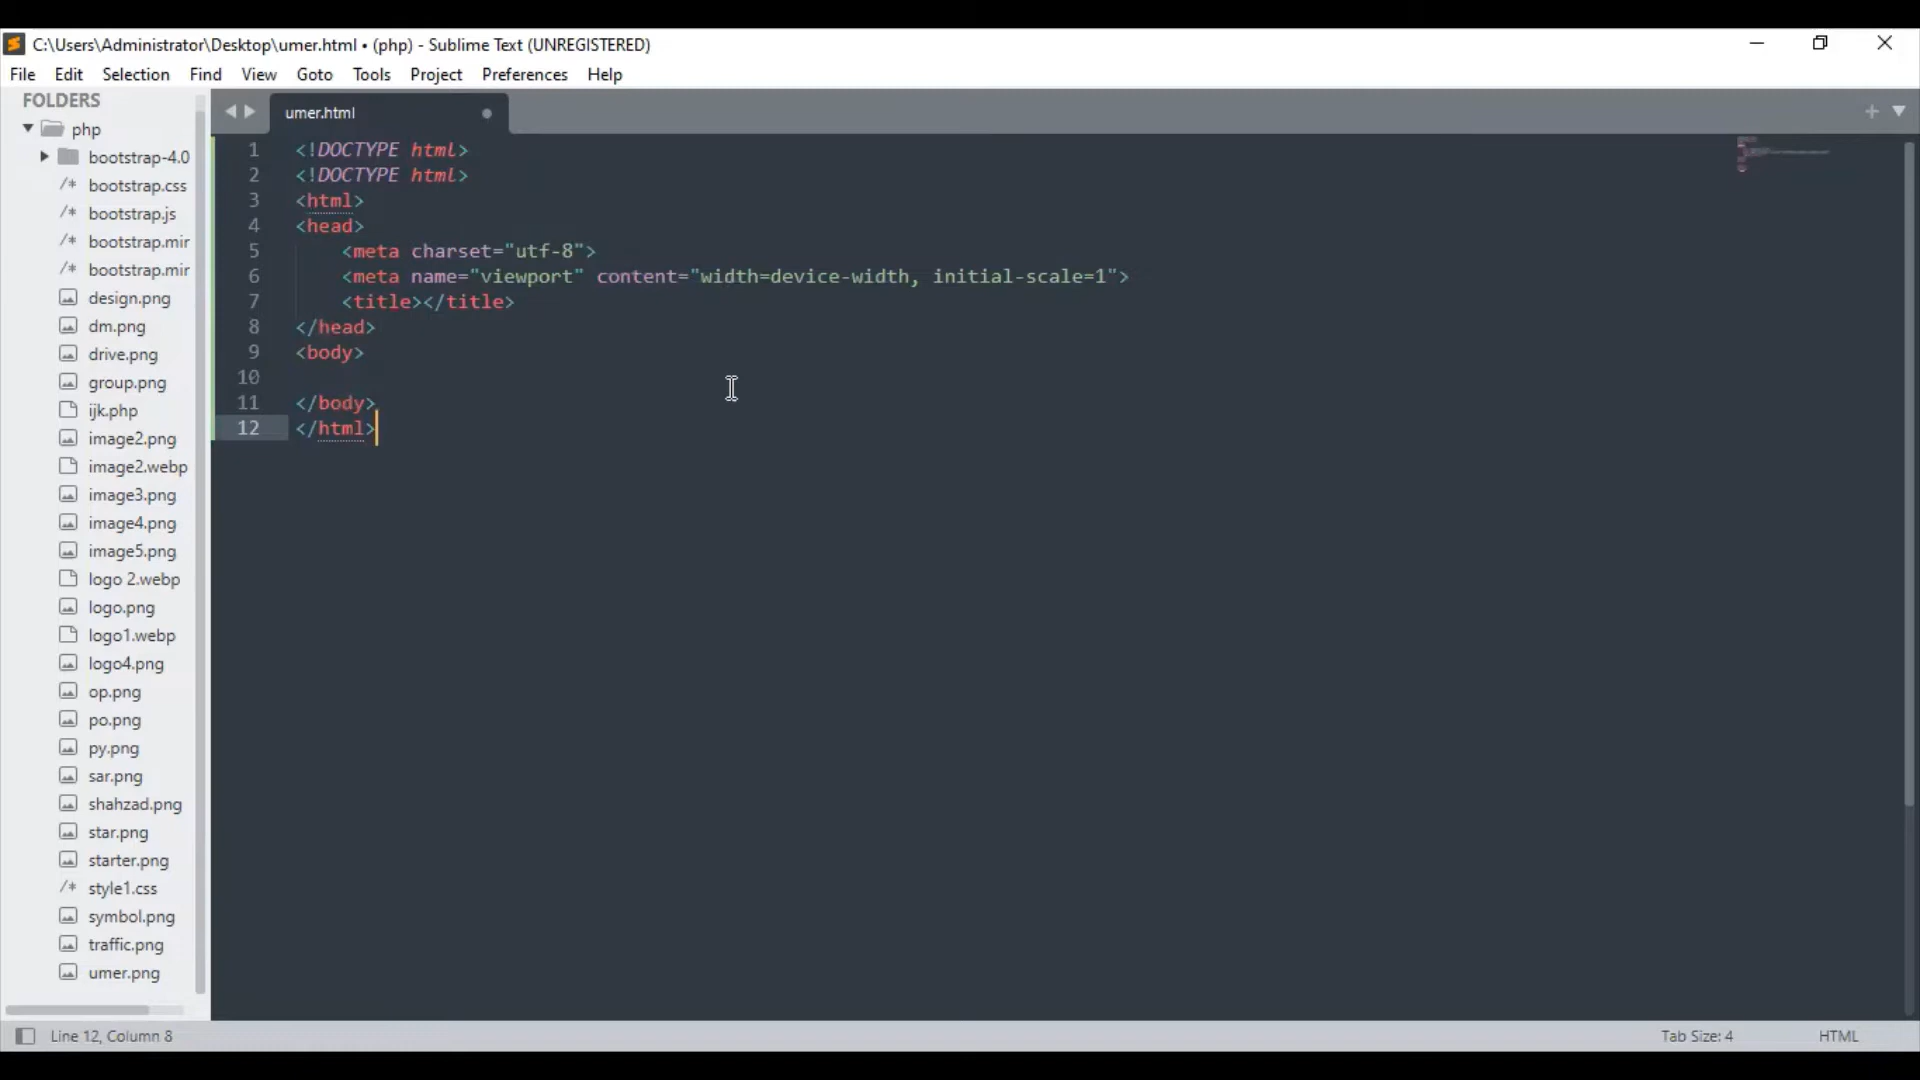 C:\Users\Administrator\Desktop\umer.html • (php) - Sublime Text (UNREGISTERED)
File Edit Selection Find View Goto Tools Project Preferences Help
FOLDERS
php
bootstrap-4.0
/* bootstrap.css
/* bootstrap.js
/* bootstrap.mir
/* bootstrap.mir
design.png
dm.png
drive.png
group.png
ijk.php
image2.png
image2.webp
image3.png
image4.png
image5.png
logo 2.webp
logo.png
logo1.webp
logo4.png
op.png
po.png
py.png
sar.png
shahzad.png
star.png
starter.png
/* style1.css
symbol.png
traffic.png
umer.png
umer.html
1 <!DOCTYPE html>
2 <!DOCTYPE html>
3 <html>
4 <head>
5 <meta charset="utf-8">
6 <meta name="viewport" content="width=device-width, initial-scale=1">
7 <title></title>
8 </head>
9 <body>
10
11 </body>
12 </html>
Line 12, Column 8
Tab Size: 4
HTML